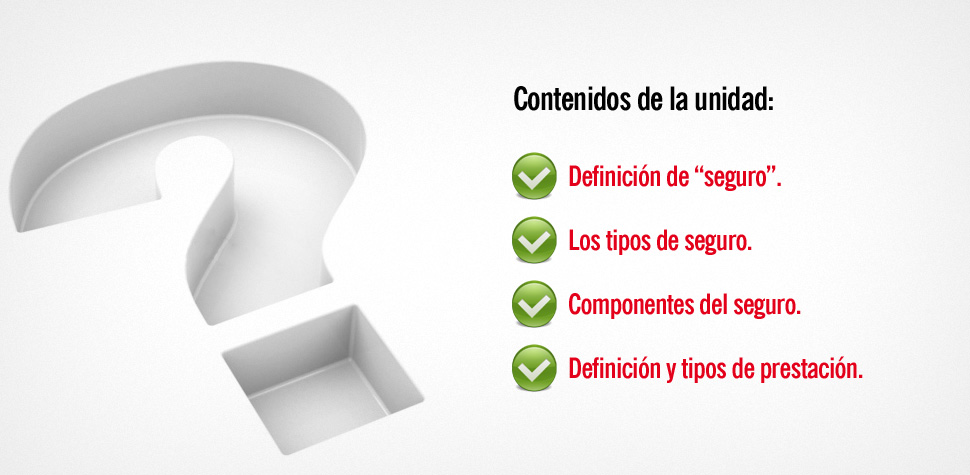 Contenidos de la unidad:
Definición de “seguro”.
Los tipos de seguro.
Componentes del seguro.
Definición y tipos de prestación.